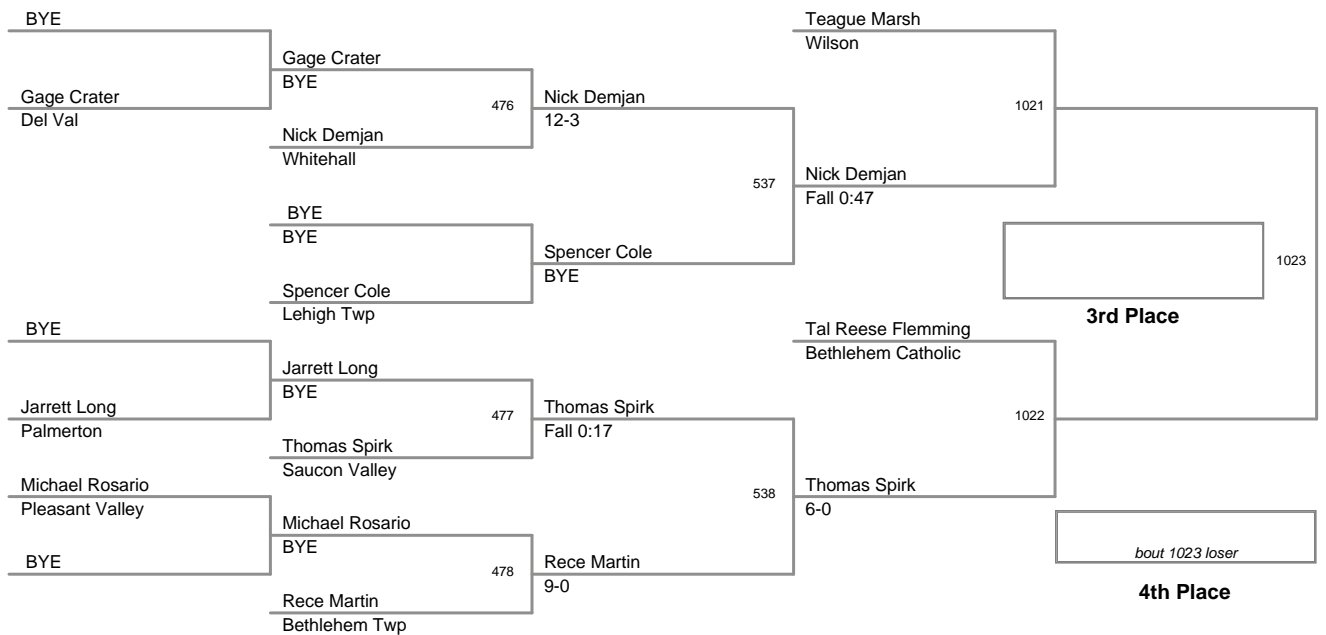 BYE
Teague Marsh
Wilson
Gage Crater
BYE
Gage Crater
Del Val
476
Nick Demjan
12-3
1021
Nick Demjan
Whitehall
537
Nick Demjan
Fall 0:47
BYE
BYE
Spencer Cole
BYE
1023
Spencer Cole
Lehigh Twp
3rd Place
BYE
Tal Reese Flemming
Bethlehem Catholic
Jarrett Long
BYE
Jarrett Long
Palmerton
477
Thomas Spirk
Fall 0:17
1022
Thomas Spirk
Saucon Valley
Michael Rosario
Pleasant Valley
538
Thomas Spirk
6-0
Michael Rosario
BYE
bout 1023 loser
BYE
478
Rece Martin
9-0
4th Place
Rece Martin
Bethlehem Twp